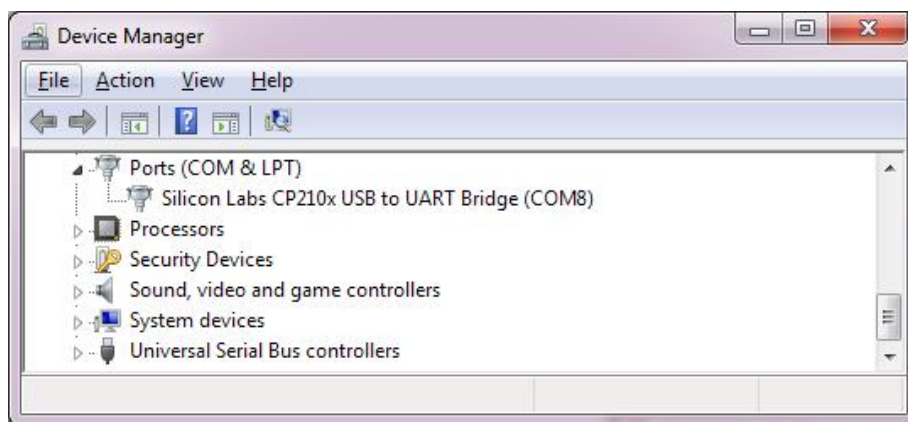 Device Manager
File Action View Help
Ports (COM & LPT)
Silicon Labs CP210x USB to UART Bridge (COM8)
Processors
Security Devices
Sound, video and game controllers
System devices
Universal Serial Bus controllers